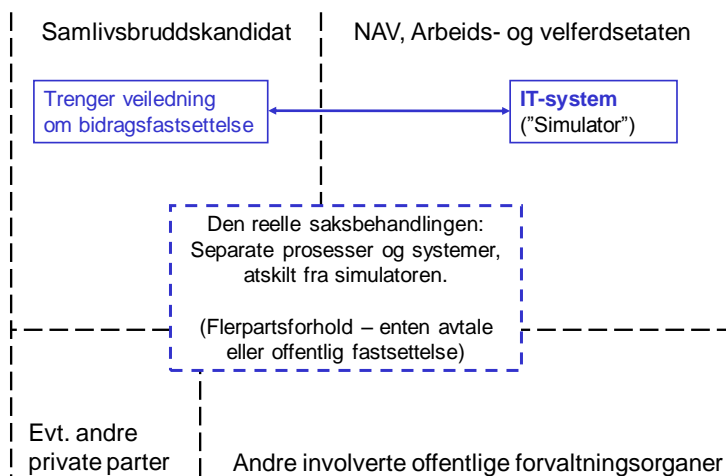 Samlivsbruddskandidat
NAV, Arbeids- og velferdsetaten
Trenger veiledning
om bidragsfastsettelse
IT-system
("Simulator")
Den reelle saksbehandlingen:
Separate prosesser og systemer,
atskilt fra simulatoren.
(Flerpartsforhold – enten avtale
eller offentlig fastsettelse)
Evt. andre
private parter
Andre involverte offentlige forvaltningsorganer